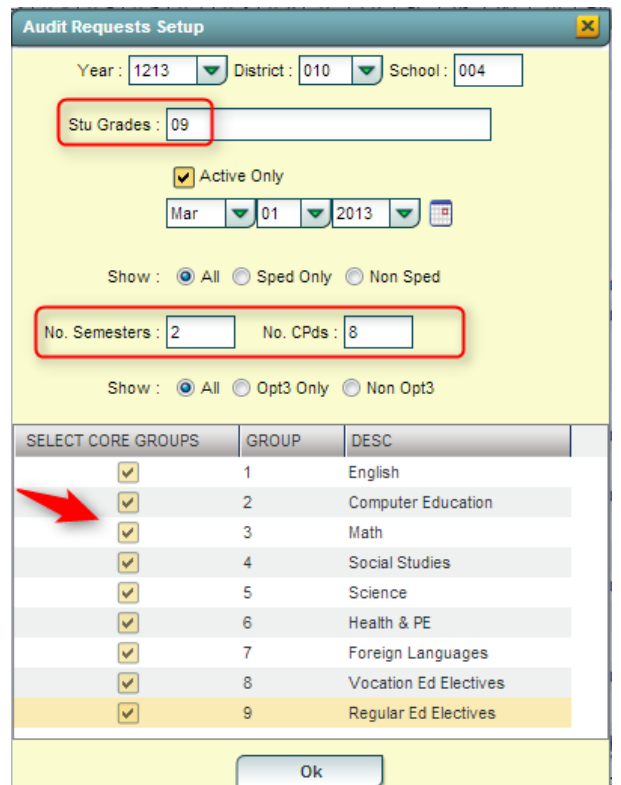 Audit Requests Setup
Year : 1213 District : 010 School : 004
Stu Grades : 09
Active Only
Mar 01 2013
Show : All Sped Only Non Sped
No. Semesters : 2 No. CPds : 8
Show : All Opt3 Only Non Opt3
SELECT CORE GROUPS GROUP DESC
1 English
2 Computer Education
3 Math
4 Social Studies
5 Science
6 Health & PE
7 Foreign Languages
8 Vocation Ed Electives
9 Regular Ed Electives
Ok